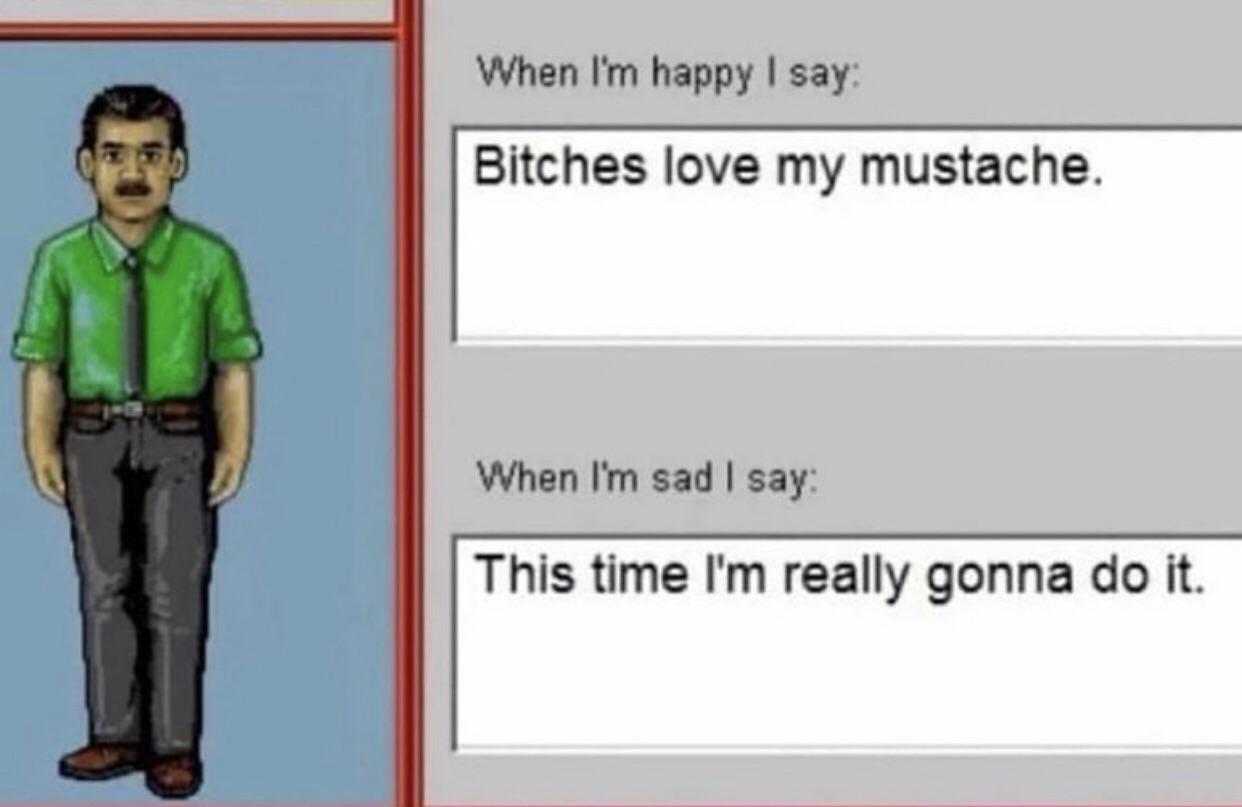 When I'm happy I say:
Bitches love my mustache.
When I'm sad I say:
This time I'm really gonna do it.